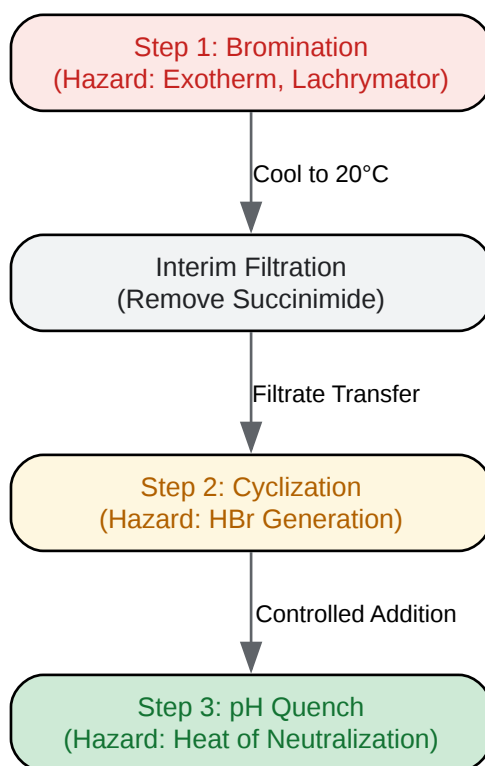 Step 1: Bromination
(Hazard: Exotherm, Lachrymator)
Cool to 20°C
Interim Filtration
(Remove Succinimide)
Filtrate Transfer
Step 2: Cyclization
(Hazard: HBr Generation)
Controlled Addition
Step 3: pH Quench
(Hazard: Heat of Neutralization)